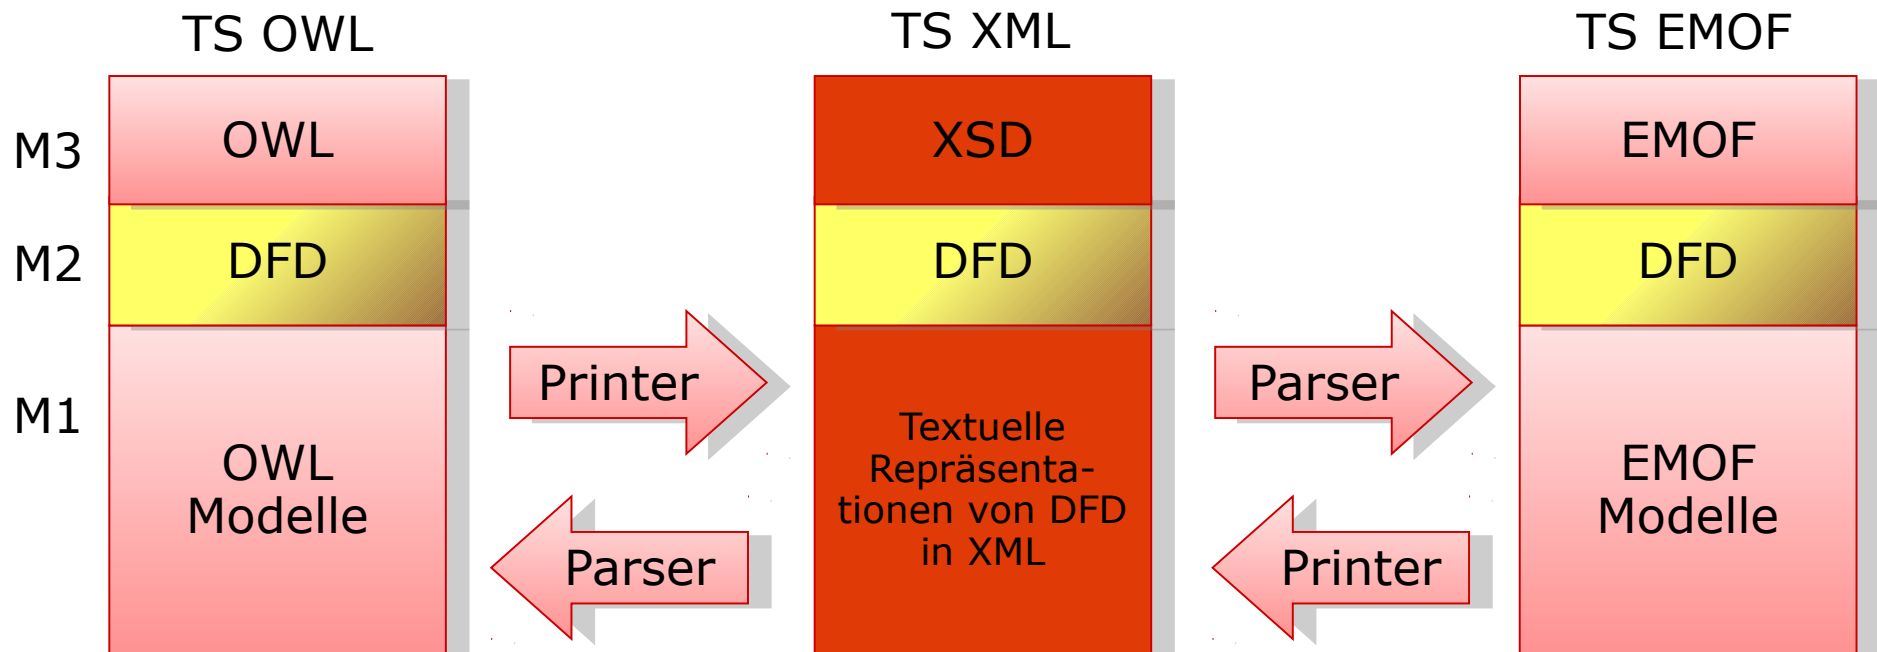 TS OWL
TS XML
TS EMOF
M3
OWL
XSD
EMOF
M2
DFD
DFD
DFD
M1
OWL
Modelle
Printer
Parser
Textuelle
Repräsenta-
tionen von DFD
in XML
Parser
Printer
EMOF
Modelle